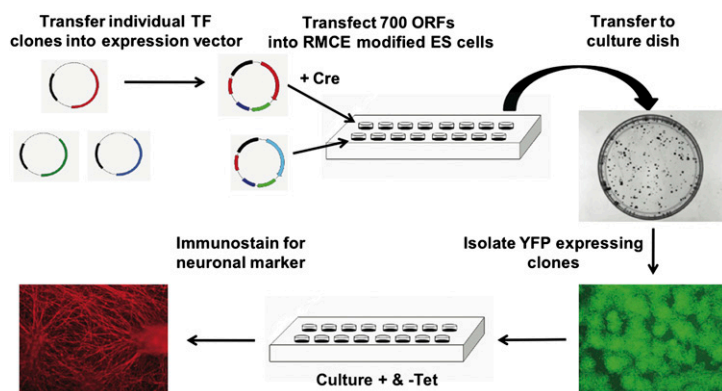 Transfer individual TF
clones into expression vector
Transfect 700 ORFs
into RMCE modified ES cells
Transfer to
culture dish
+ Cre
Immunostain for
neuronal marker
Isolate YFP expressing
clones
Culture + & -Tet